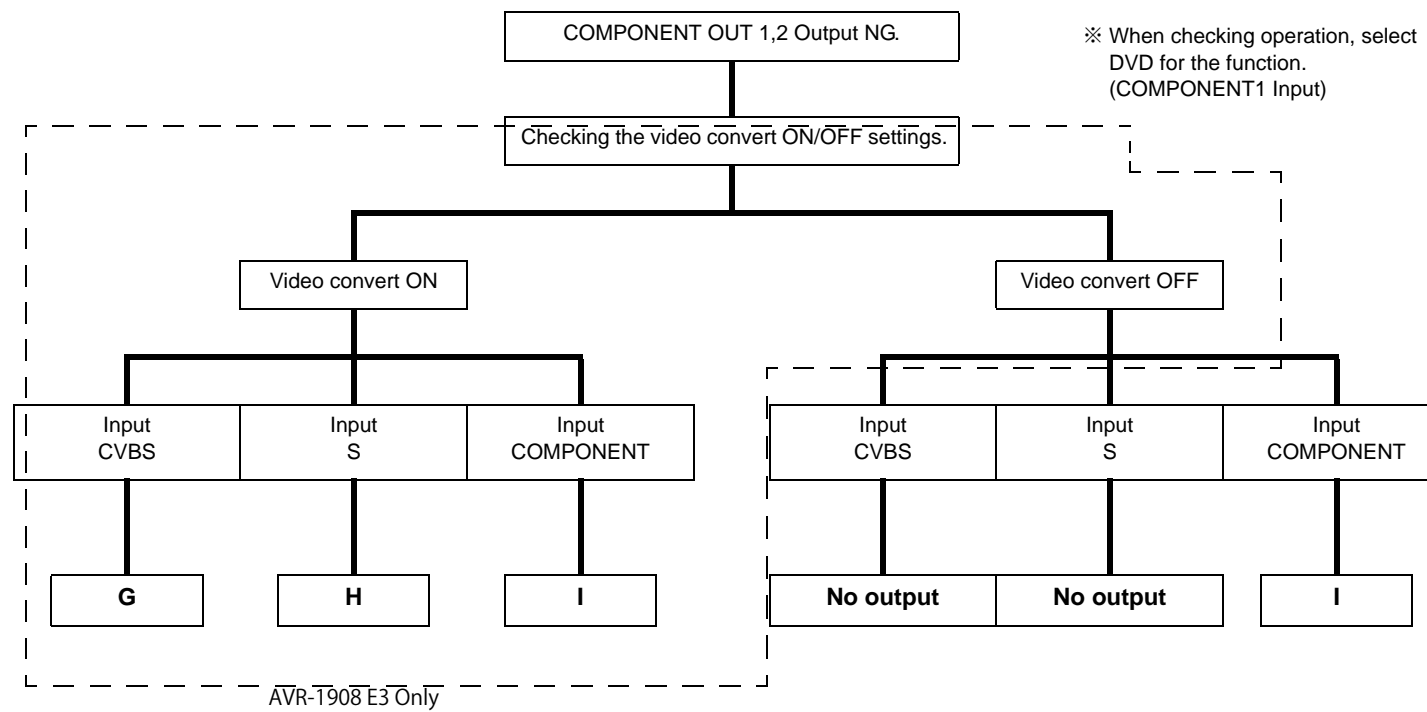 COMPONENT OUT 1,2 Output NG.
※ When checking operation, select
DVD for the function.
(COMPONENT1 Input)
Checking the video convert ON/OFF settings.
Video convert ON
Video convert OFF
Input
CVBS
Input
S
Input
COMPONENT
Input
CVBS
Input
S
Input
COMPONENT
G
H
I
No output
No output
I
AVR-1908 E3 Only